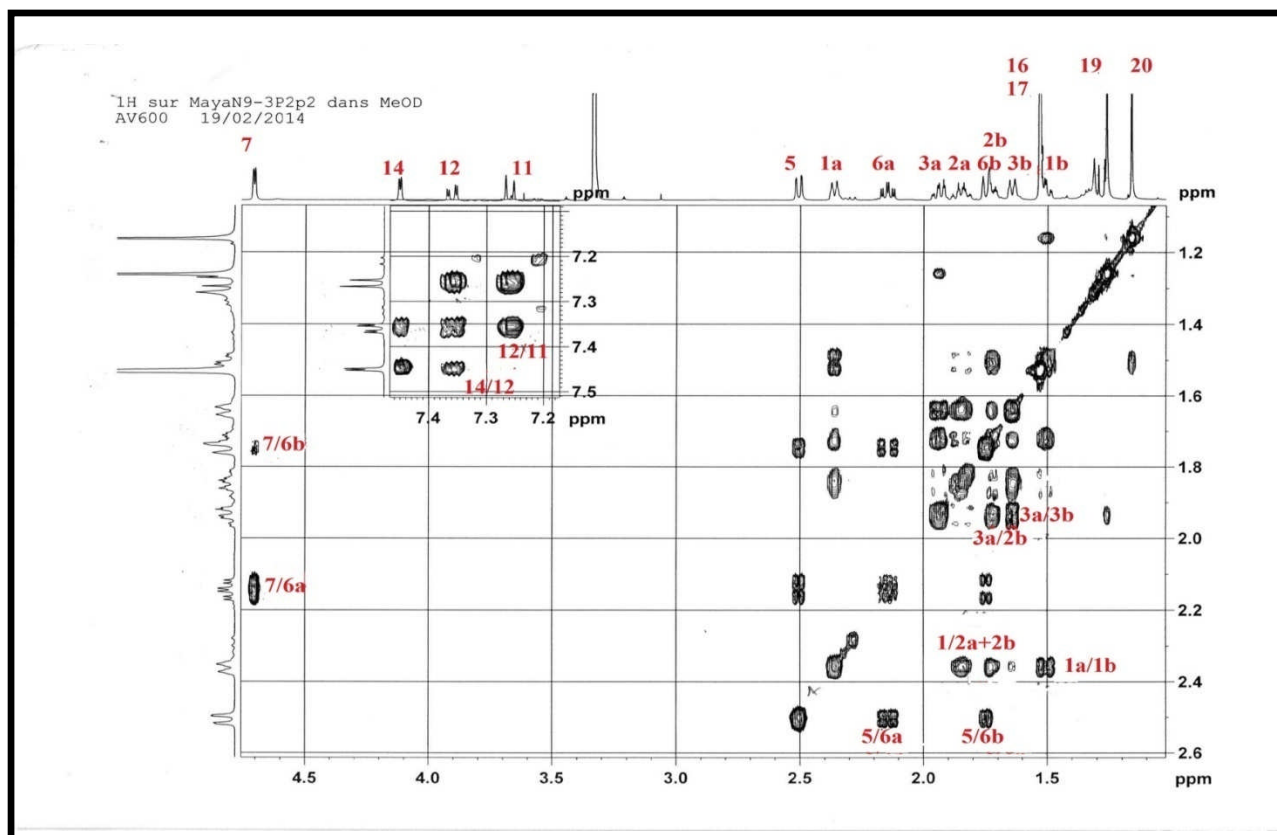 16 19 20
17
1H sur MayaN9-3P2p2 dans MeOD
AV600 19/02/2014
7
2b
14 12 11 5 1a 6a 3a 2a 6b 3b 1b
ppm ppm
7.2
7.3
7.4
7.5
12/11
14/12
7.4 7.3 7.2 ppm
1.2
1.4
1.6
7/6b
1.8
3a/3b
3a/2b
2.0
7/6a
2.2
1/2a+2b
1a/1b
2.4
5/6a 5/6b
2.6
4.5 4.0 3.5 3.0 2.5 2.0 1.5 ppm